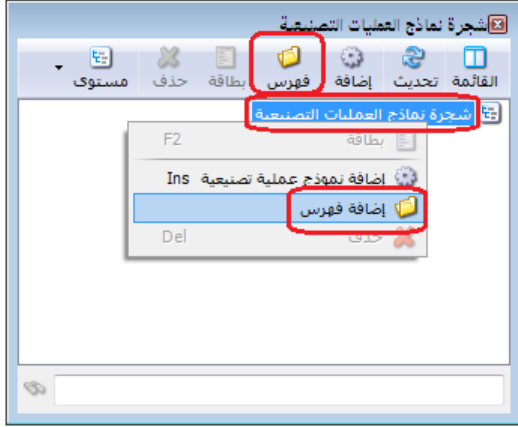 شجرة نماذج العمليات التصنيعية
القائمة تحديث إضافة فهرس بطاقة حذف مستوى
شجرة نماذج العمليات التصنيعية
بطاقة F2
إضافة نموذج عملية تصنيعية Ins
إضافة فهرس
حذف Del